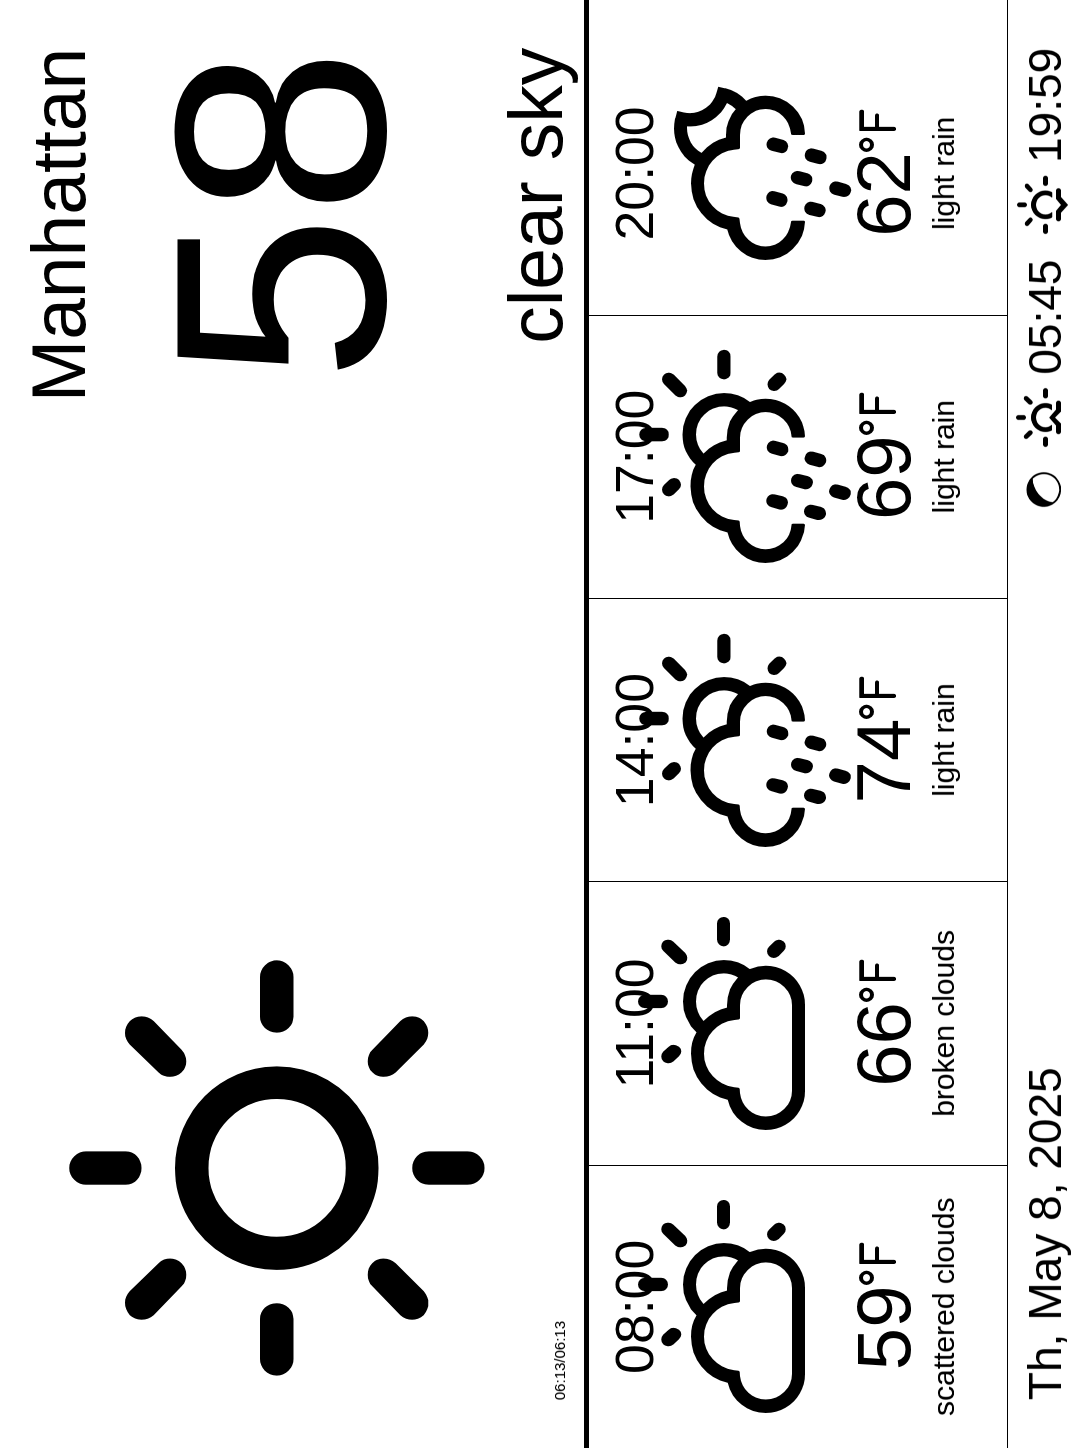 Manhattan
58
clear sky
06:13/06:13
08:00
59°F
scattered clouds
11:00
66°F
broken clouds
14:00
74°F
light rain
17:00
69°F
light rain
20:00
62°F
light rain
Th, May 8, 2025
05:45
19:59